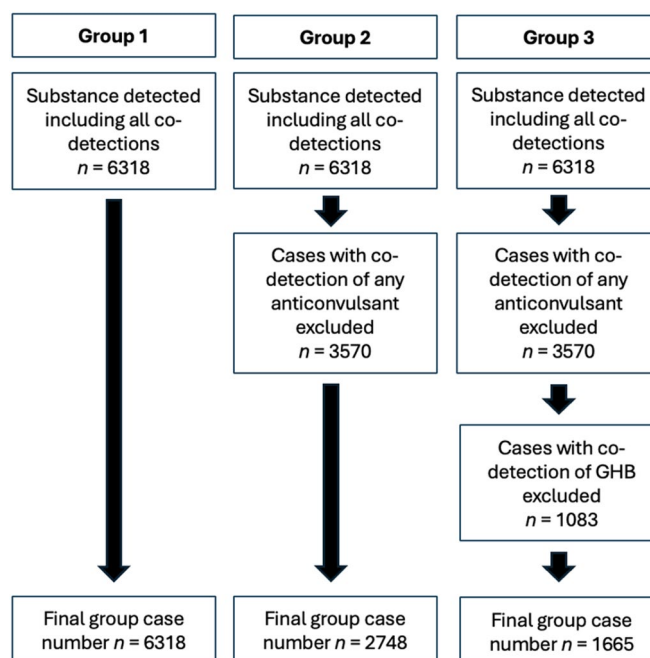 Group 1
Group 2
Group 3
Substance detected
including all co-
detections
n = 6318
Substance detected
including all co-
detections
n = 6318
Substance detected
including all co-
detections
n = 6318
Cases with co-
detection of any
anticonvulsant
excluded
n = 3570
Cases with co-
detection of any
anticonvulsant
excluded
n = 3570
Cases with co-
detection of GHB
excluded
n = 1083
Final group case
number n = 6318
Final group case
number n = 2748
Final group case
number n = 1665